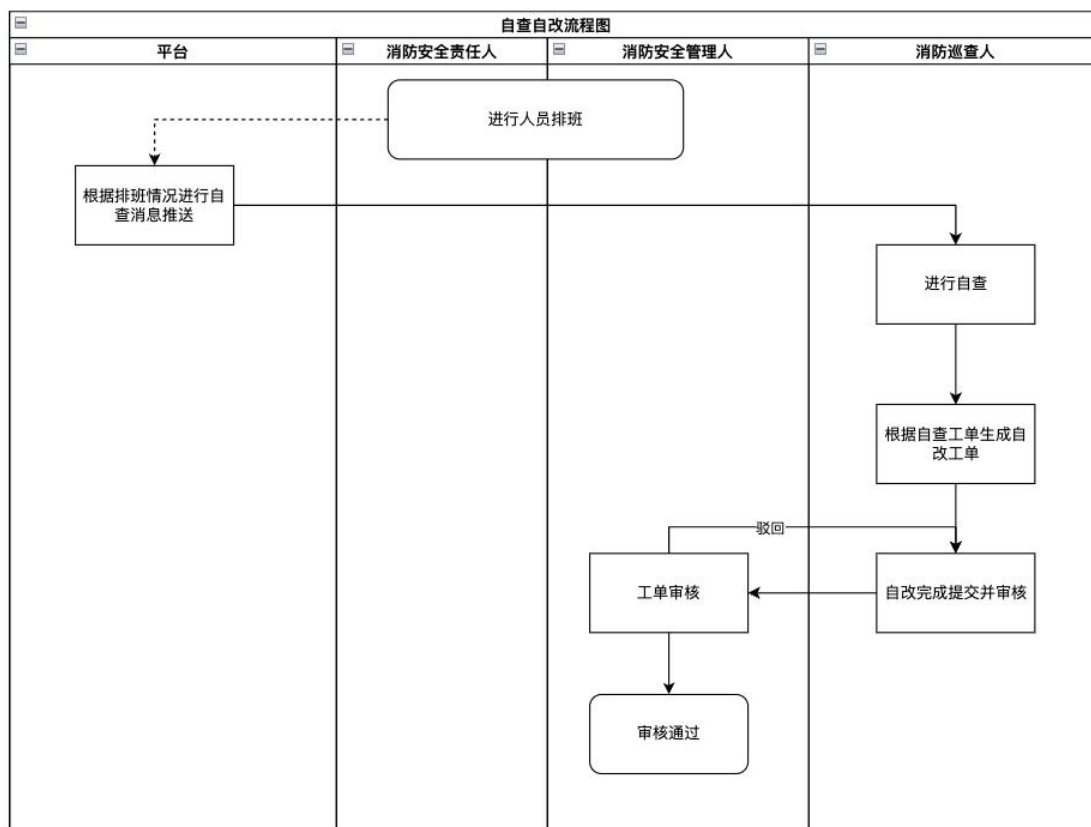 自查自改流程图
平台
消防安全责任人
消防安全管理人
消防巡查人
进行人员排班
根据排班情况进行自
查消息推送
进行自查
根据自查工单生成自
改工单
驳回
工单审核
自改完成提交并审核
审核通过